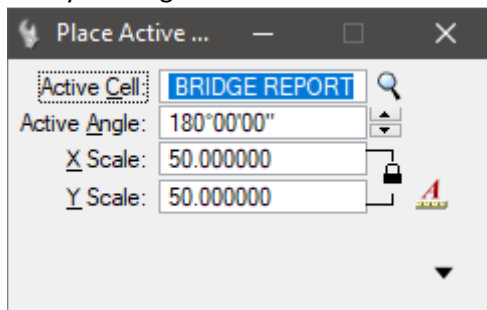 Place Active ...
Active Cell: BRIDGE REPORT
Active Angle: 180°00'00"
X Scale: 50.000000
Y Scale: 50.000000
A